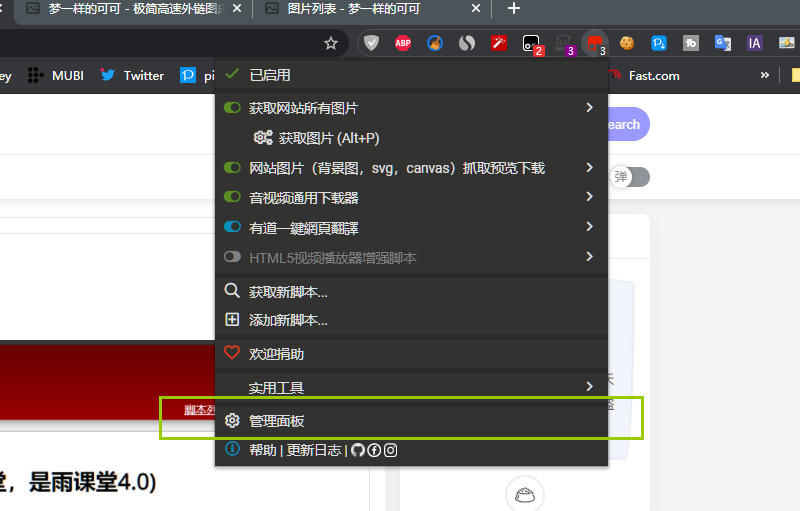 梦一样的可可 - 极简高速外链图
图片列表 - 梦一样的可可
ABP
2
3
3
IA
ey
MUBI
Twitter
pi
Fast.com
已启用
获取网站所有图片
earch
获取图片 (Alt+P)
网站图片（背景图，svg，canvas）抓取预览下载
弹
音视频通用下载器
有道一鍵網頁翻譯
HTML5视频播放器增强脚本
获取新脚本...
添加新脚本...
欢迎捐助
实用工具
脚本列
管理面板
帮助 | 更新日志 |
堂，是雨课堂4.0)